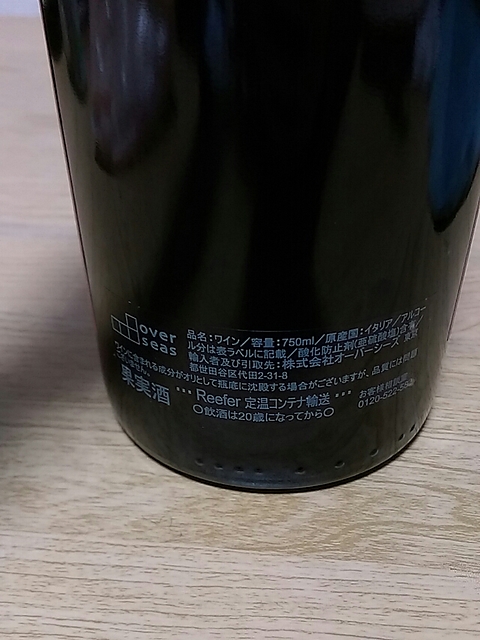 over
seas
品名：ワイン／容量：750ml／原産国：イタリア／アルコー
ル分は表ラベルに記載／酸化防止剤(亜硫酸塩)含有／
輸入者及び引取先：株式会社オーバーシーズ 東京
都世田谷区代田2-31-8
ワインに含まれる成分がオリとして瓶底に沈殿する場合がございますが、品質には問題
ございません。
果実酒
… Reefer 定温コンテナ輸送 …
○飲酒は20歳になってから○
お客様相談室
0120-522-582